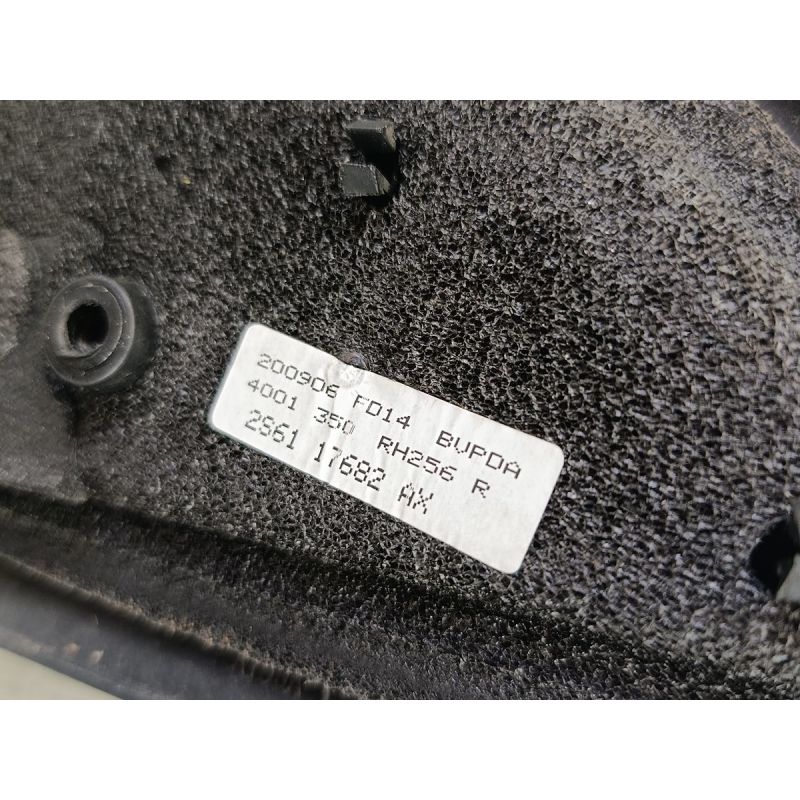 200906 FD14 BVPDA
4001 350 RH256 R
2S61 17682 AX